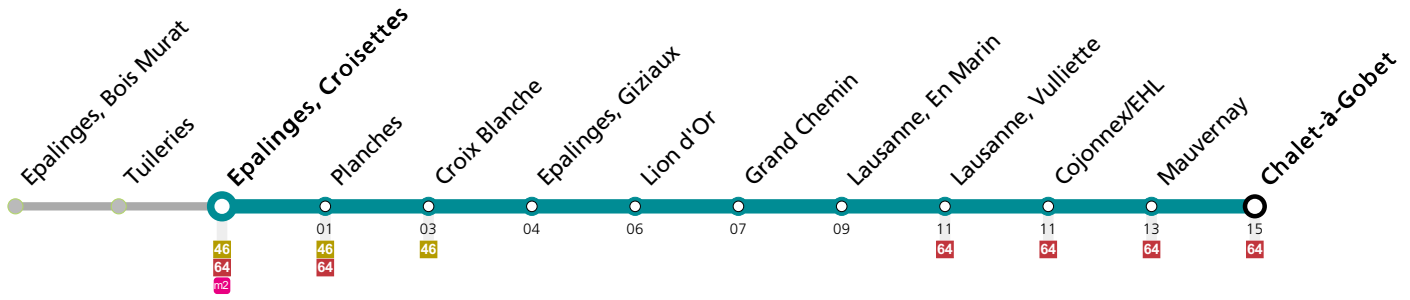 Epalinges, Bois Murat
Tuileries
Epalinges, Croisettes
Planches
Croix Blanche
Epalinges, Giziaux
Lion d'Or
Grand Chemin
Lausanne, En Marin
Lausanne, Vulliette
Cojonnex/EHL
Mauvernay
Chalet-à-Gobet
01 03 04 06 07 09 11 11 13 15
46 46 46 64 64 64 64
64 64
m2